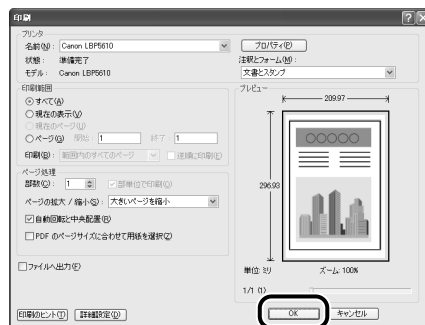 印刷
プリンタ
名前(N): Canon LBP5610 プロパティ(P)
状態: 準備完了 注釈とフォーム(M):
モデル: Canon LBP5610 文書とスタンプ
印刷範囲 プレビュー
すべて(A) 209.97
現在の表示(V)
現在のページ(U)
ページ(G) 開始: 1 終了: 1
印刷(B): 範囲内のすべてのページ 逆順に印刷(E)
ページ処理
部数(C): 1 部単位で印刷(O) 296.93
ページの拡大 / 縮小(S): 大きいページを縮小
自動回転と中央配置(R)
PDF のページサイズに合わせて用紙を選択(Z)
ファイルへ出力(F) 単位: ミリ ズーム: 100%
1/1 (1)
印刷のヒント(T) 詳細設定(D) OK キャンセル